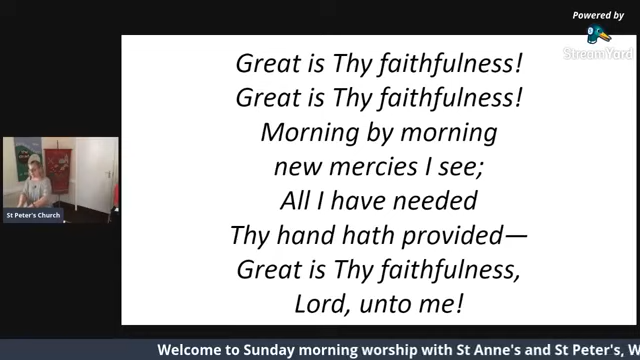 Powered by
StreamYard
Great is Thy faithfulness!
Great is Thy faithfulness!
Morning by morning
new mercies I see;
All I have needed
Thy hand hath provided—
Great is Thy faithfulness,
Lord, unto me!
St Peter's Church
Welcome to Sunday morning worship with St Anne's and St Peter's, W